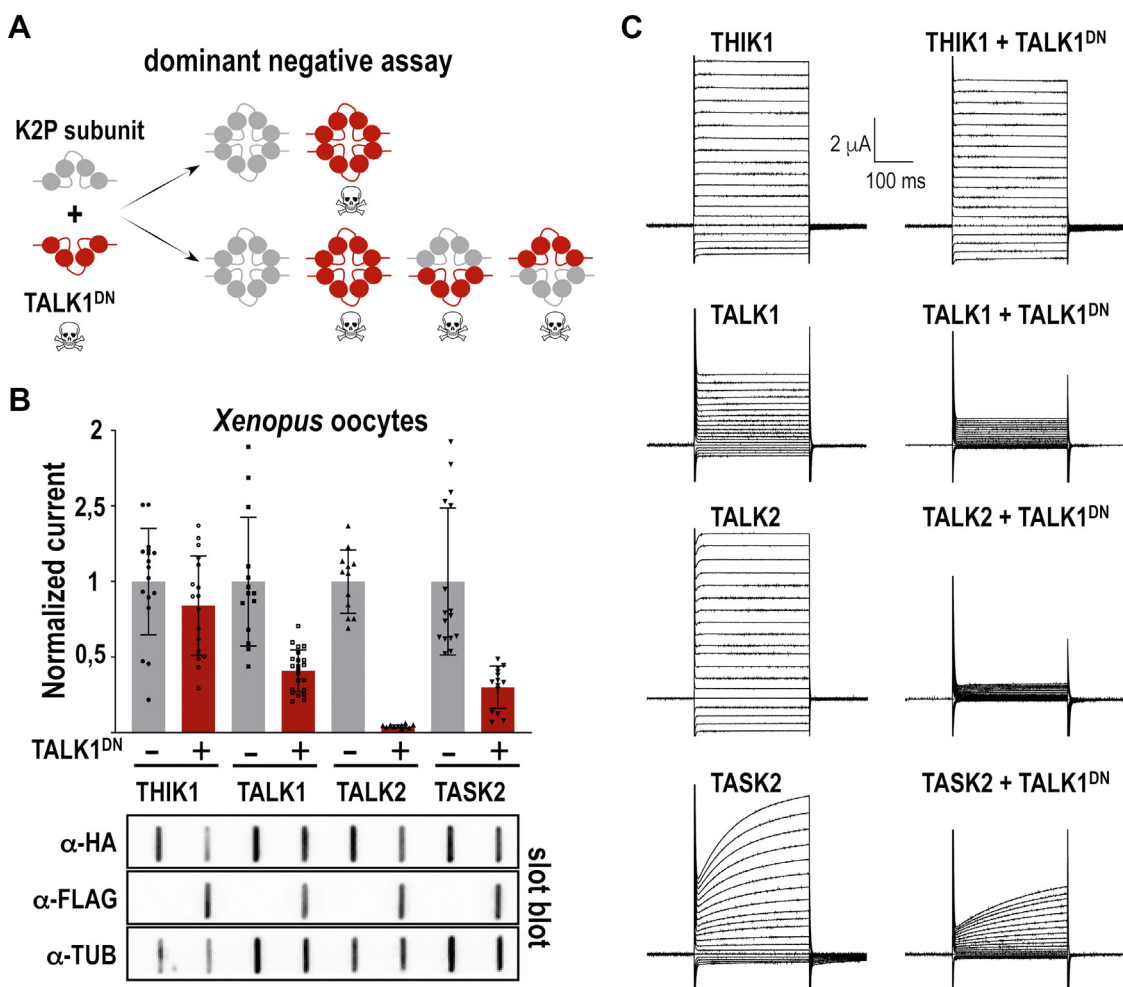 A
dominant negative assay
K2P subunit
+
TALK1DN
B
Xenopus oocytes
Normalized current
2
2,5
1
0,5
TALK1DN
– + – + – + – +
THIK1 TALK1 TALK2 TASK2
α-HA
α-FLAG
α-TUB
slot blot
C
THIK1
THIK1 + TALK1DN
2 μA
100 ms
TALK1
TALK1 + TALK1DN
TALK2
TALK2 + TALK1DN
TASK2
TASK2 + TALK1DN